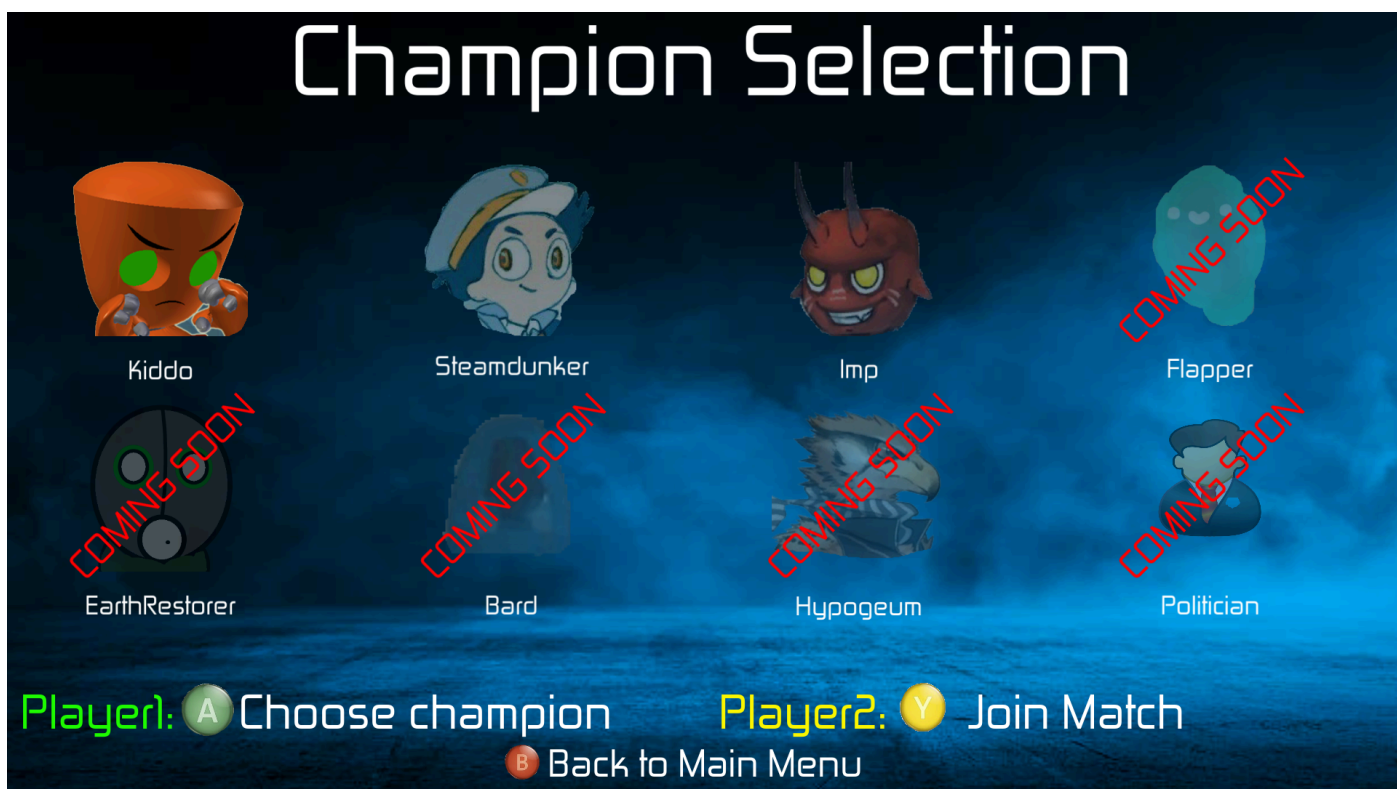 Champion Selection
COMING SOON
Kiddo
Steamdunker
Imp
Flapper
COMING SOON
COMING SOON
COMING SOON
COMING SOON
EarthRestorer
Bard
Hypogeum
Politician
Player1: A Choose champion
Player2: Y Join Match
B Back to Main Menu